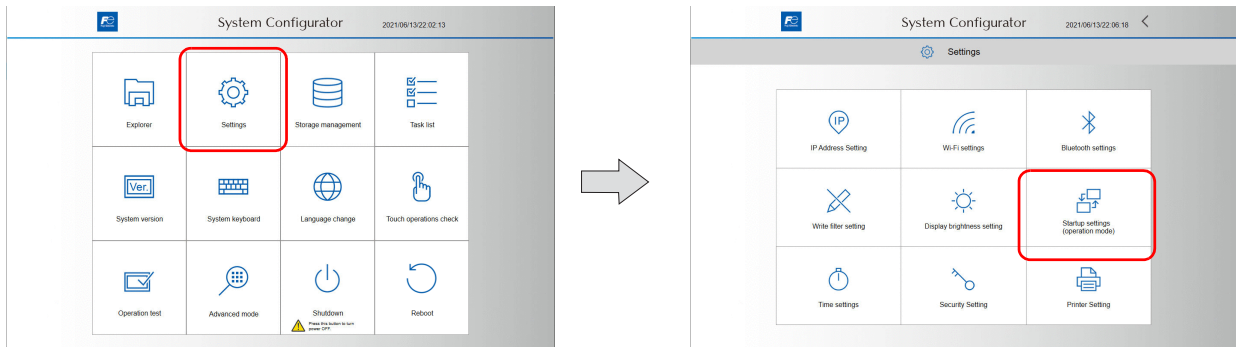 Fe
System Configurator
2021/06/13/22:02:13
Explorer
Settings
Storage management
Task list
Ver.
System version
System keyboard
Language change
Touch operations check
Operation test
Advanced mode
Shutdown
Press this button to turn
power OFF.
Reboot
Fe
System Configurator
2021/06/13/22:06:18
Settings
IP
IP Address Setting
Wi-Fi settings
Bluetooth settings
Write filter setting
Display brightness setting
Startup settings
(operation mode)
Time settings
Security Setting
Printer Setting